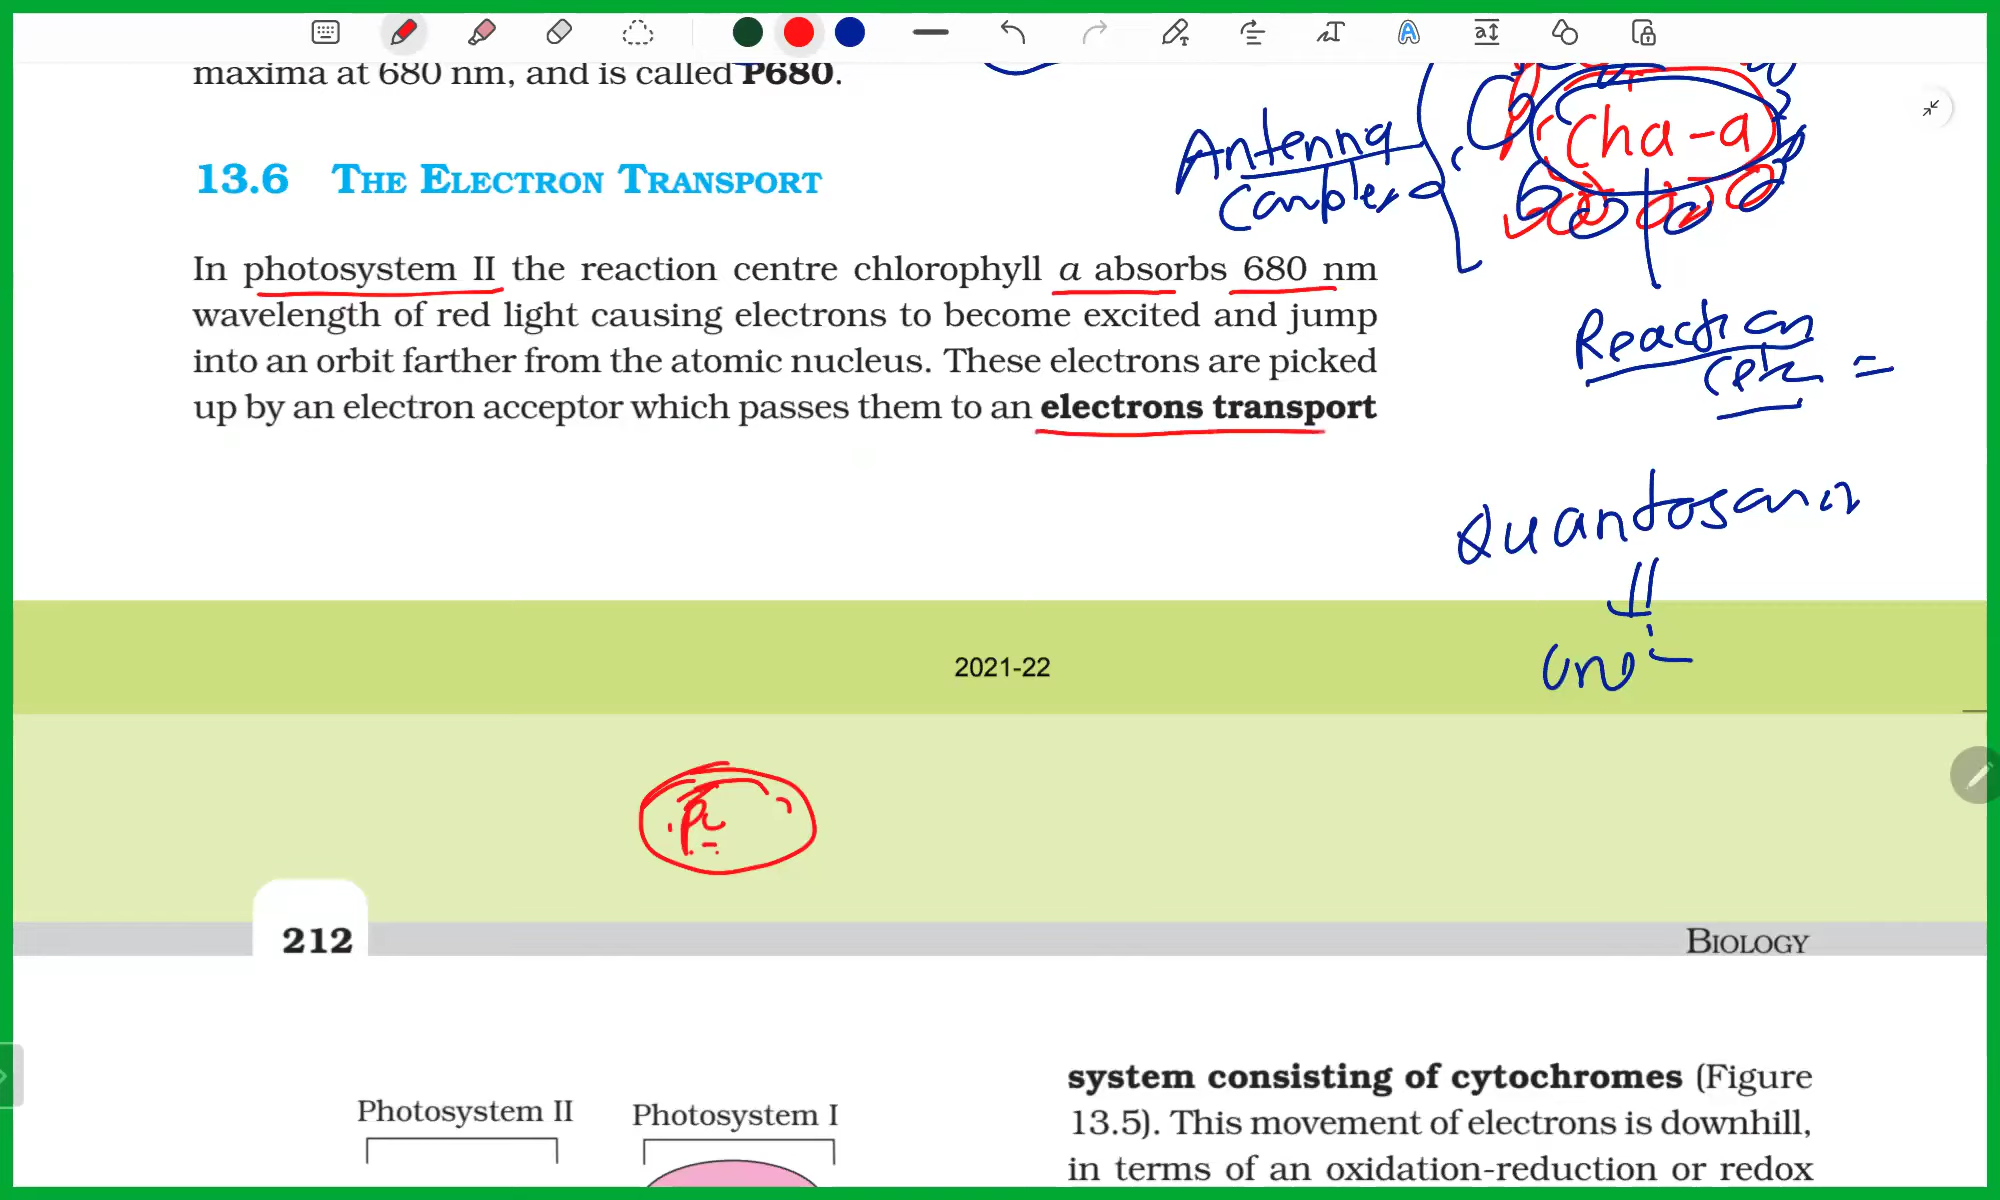 maxima at 680 nm, and is called P680.
13.6 THE ELECTRON TRANSPORT
In photosystem II the reaction centre chlorophyll a absorbs 680 nm
wavelength of red light causing electrons to become excited and jump
into an orbit farther from the atomic nucleus. These electrons are picked
up by an electron acceptor which passes them to an electrons transport
Antenna
Complex
Cha-a
Reaction
2021-22
212
BIOLOGY
Photosystem II
Photosystem I
system consisting of cytochromes (Figure
13.5). This movement of electrons is downhill,
in terms of an oxidation-reduction or redox